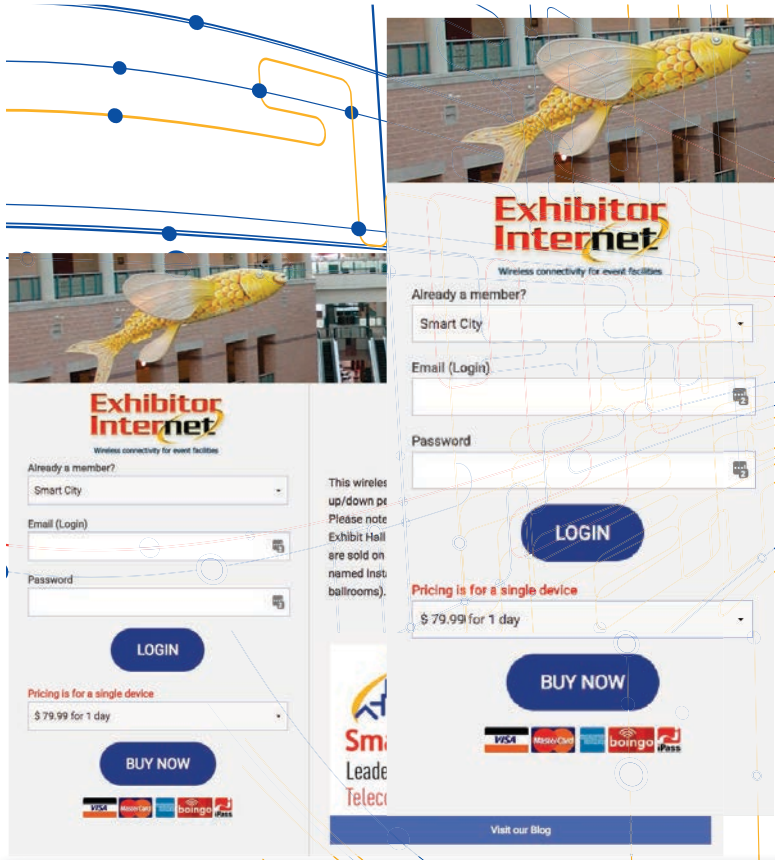 Exhibitor
Internet
Wireless connectivity for event facilities
Already a member?
Smart City
Email (Login)
Password
LOGIN
Pricing is for a single device
$ 79.99 for 1 day
BUY NOW
VISA MasterCard boingo iPass
This wireles
up/down pe
Please note
Exhibit Hall
are sold on
named Insta
ballrooms).
Sma
Leade
Telec
Visit our Blog
Exhibitor
Internet
Wireless connectivity for event facilities
Already a member?
Smart City
Email (Login)
2
Password
2
LOGIN
Pricing is for a single device
$ 79.99 for 1 day
BUY NOW
VISA MasterCard boingo iPass